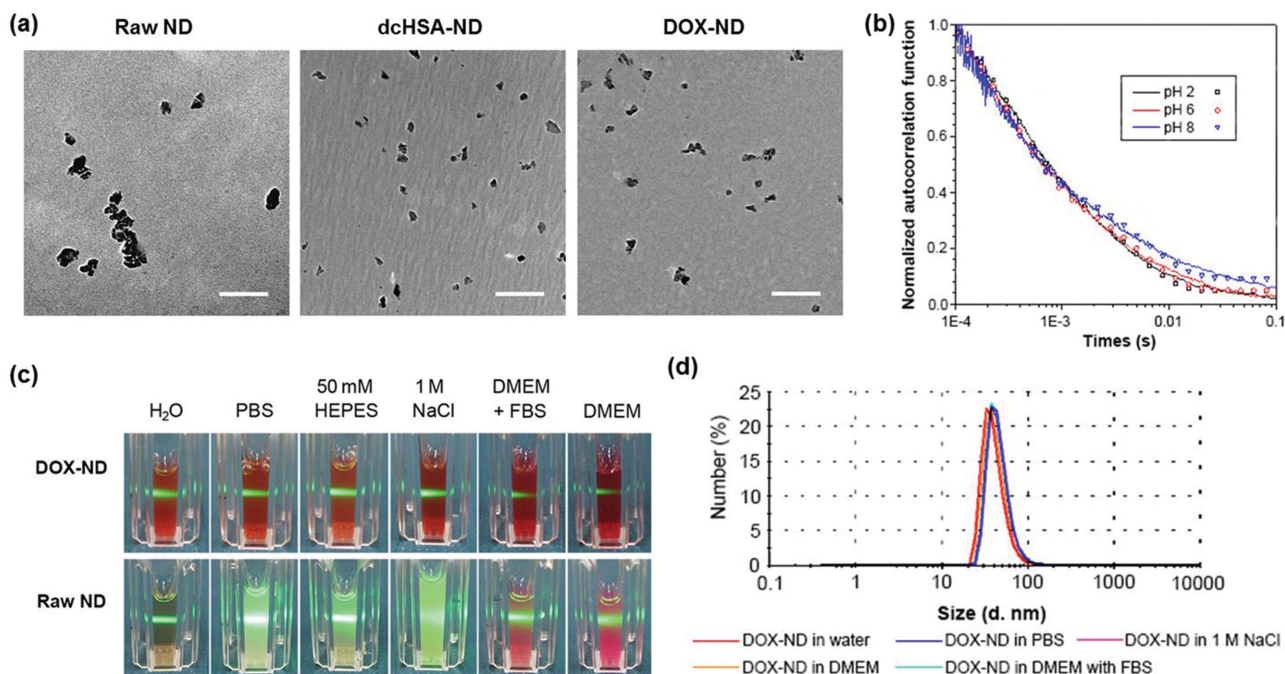 (a)
Raw ND
dcHSA-ND
DOX-ND
(b)
Normalized autocorrelation function
1.0
0.8
0.6
0.4
0.2
0.0
pH 2
pH 6
pH 8
1E-4
1E-3
0.01
0.1
Times (s)
(c)
H₂O
PBS
50 mM
HEPES
1 M
NaCl
DMEM
+ FBS
DMEM
DOX-ND
Raw ND
(d)
Number (%)
25
20
15
10
5
0
0.1
1
10
100
1000
10000
Size (d. nm)
DOX-ND in water
DOX-ND in PBS
DOX-ND in 1 M NaCl
DOX-ND in DMEM
DOX-ND in DMEM with FBS